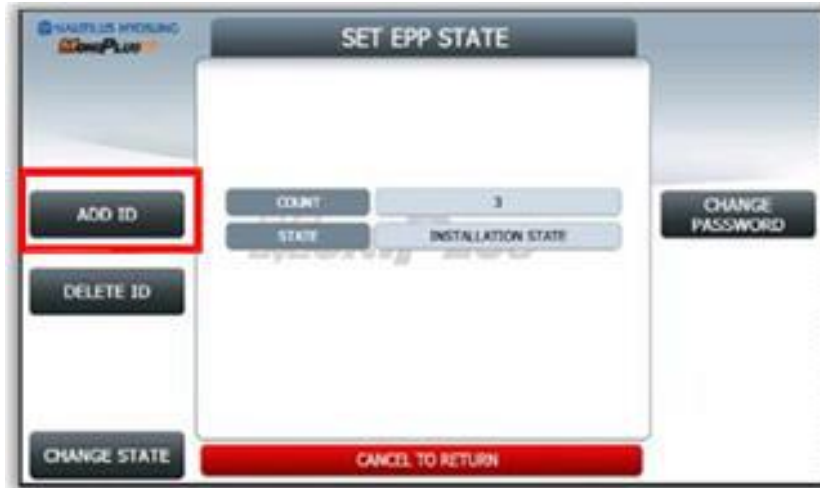 NAUTILUS HYOSUNG
MoniPlus
SET EPP STATE
ADD ID
COUNT 3
CHANGE
PASSWORD
STATE INSTALLATION STATE
DELETE ID
CHANGE STATE
CANCEL TO RETURN